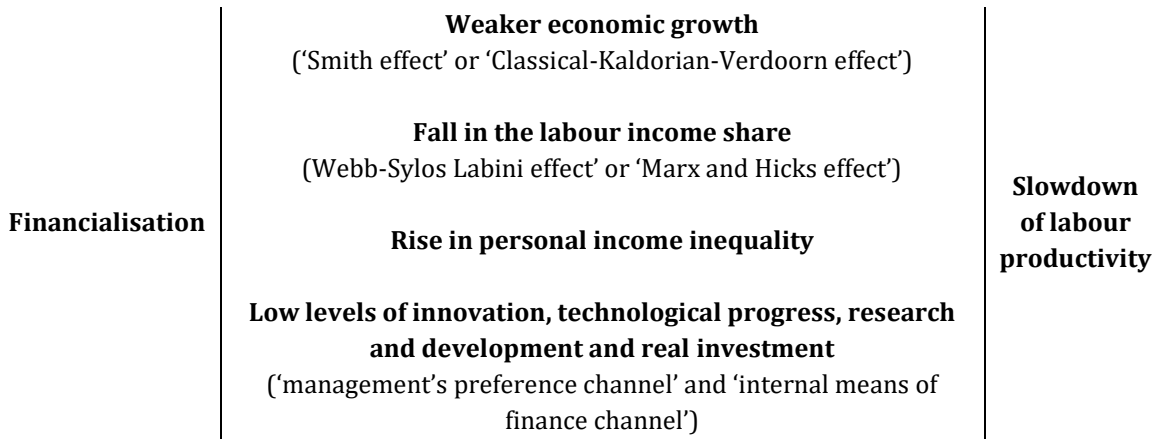 Financialisation
Weaker economic growth
(‘Smith effect’ or ‘Classical-Kaldorian-Verdoorn effect’)
Fall in the labour income share
(Webb-Sylos Labini effect’ or ‘Marx and Hicks effect’)
Rise in personal income inequality
Low levels of innovation, technological progress, research
and development and real investment
(‘management’s preference channel’ and ‘internal means of
finance channel’)
Slowdown
of labour
productivity